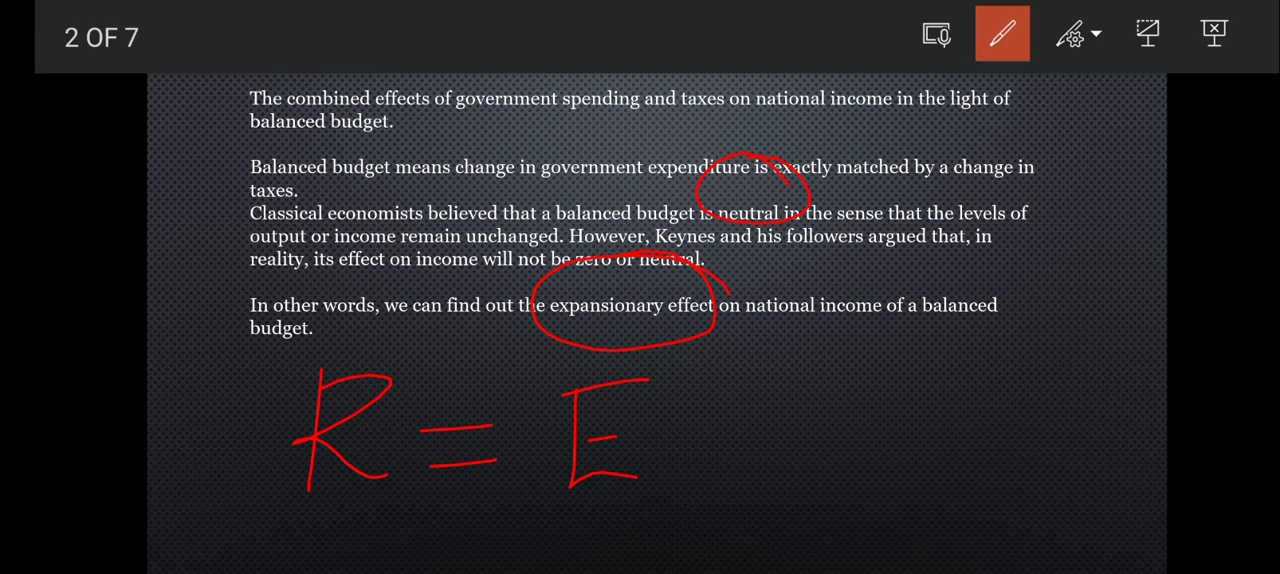 2 OF 7
The combined effects of government spending and taxes on national income in the light of
balanced budget.
Balanced budget means change in government expenditure is exactly matched by a change in
taxes.
Classical economists believed that a balanced budget is neutral in the sense that the levels of
output or income remain unchanged. However, Keynes and his followers argued that, in
reality, its effect on income will not be zero or neutral.
In other words, we can find out the expansionary effect on national income of a balanced
budget.
R = E